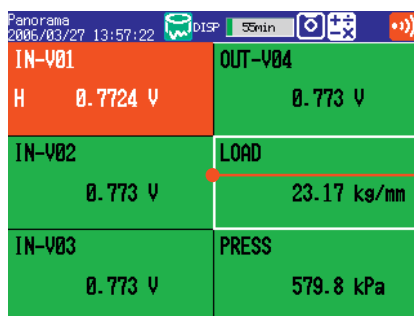 Panorama
2006/03/27 13:57:22 DISP 55min
IN-V01
H 0.7724 V
OUT-V04
0.773 V
IN-V02
0.773 V
LOAD
23.17 kg/mm
IN-V03
0.773 V
PRESS
579.8 kPa